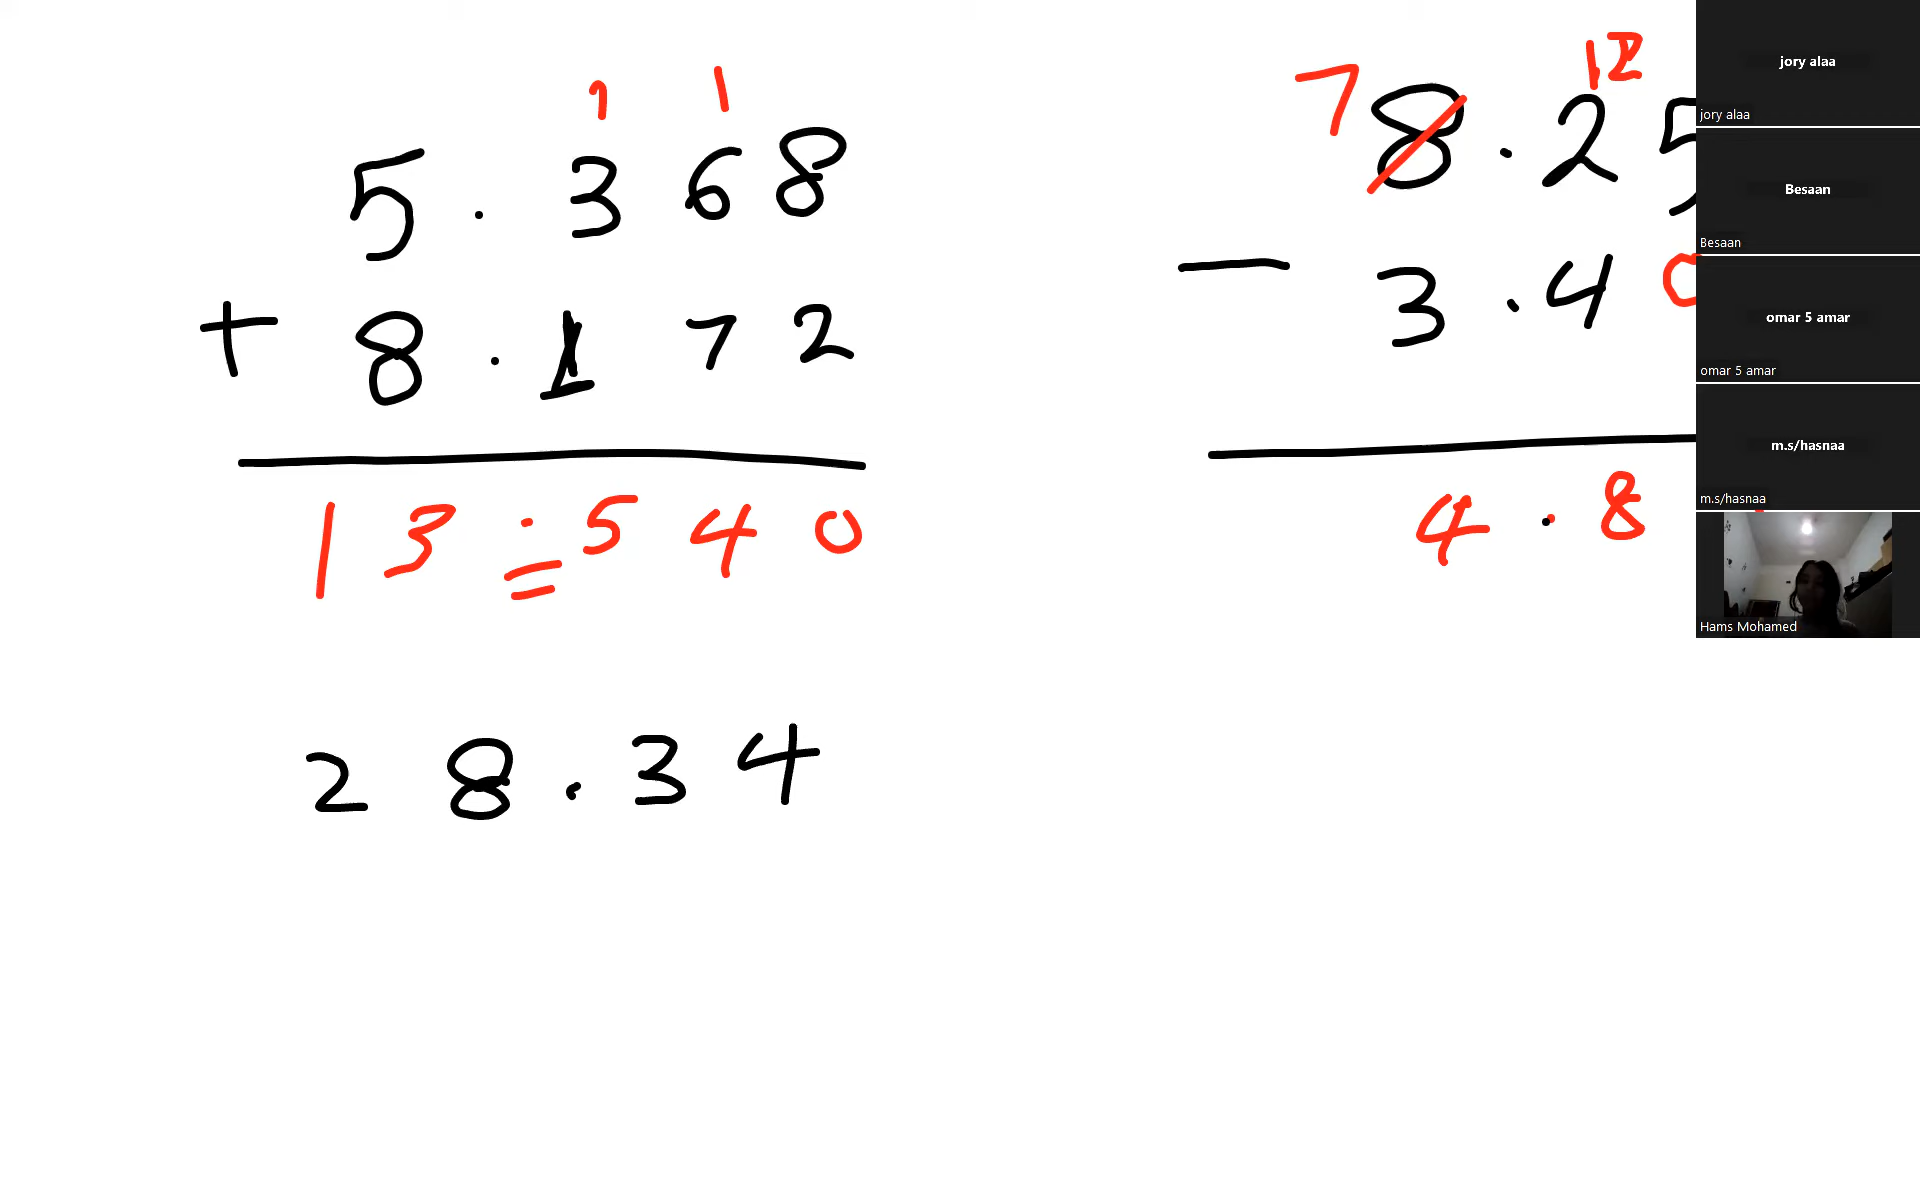 1 1
5.368
+ 8.172
13.540
28.34
7 12
8.25
- 3.40
4.8
jory alaa
jory alaa
Besaan
Besaan
omar 5 amar
omar 5 amar
m.s/hasnaa
m.s/hasnaa
Hams Mohamed